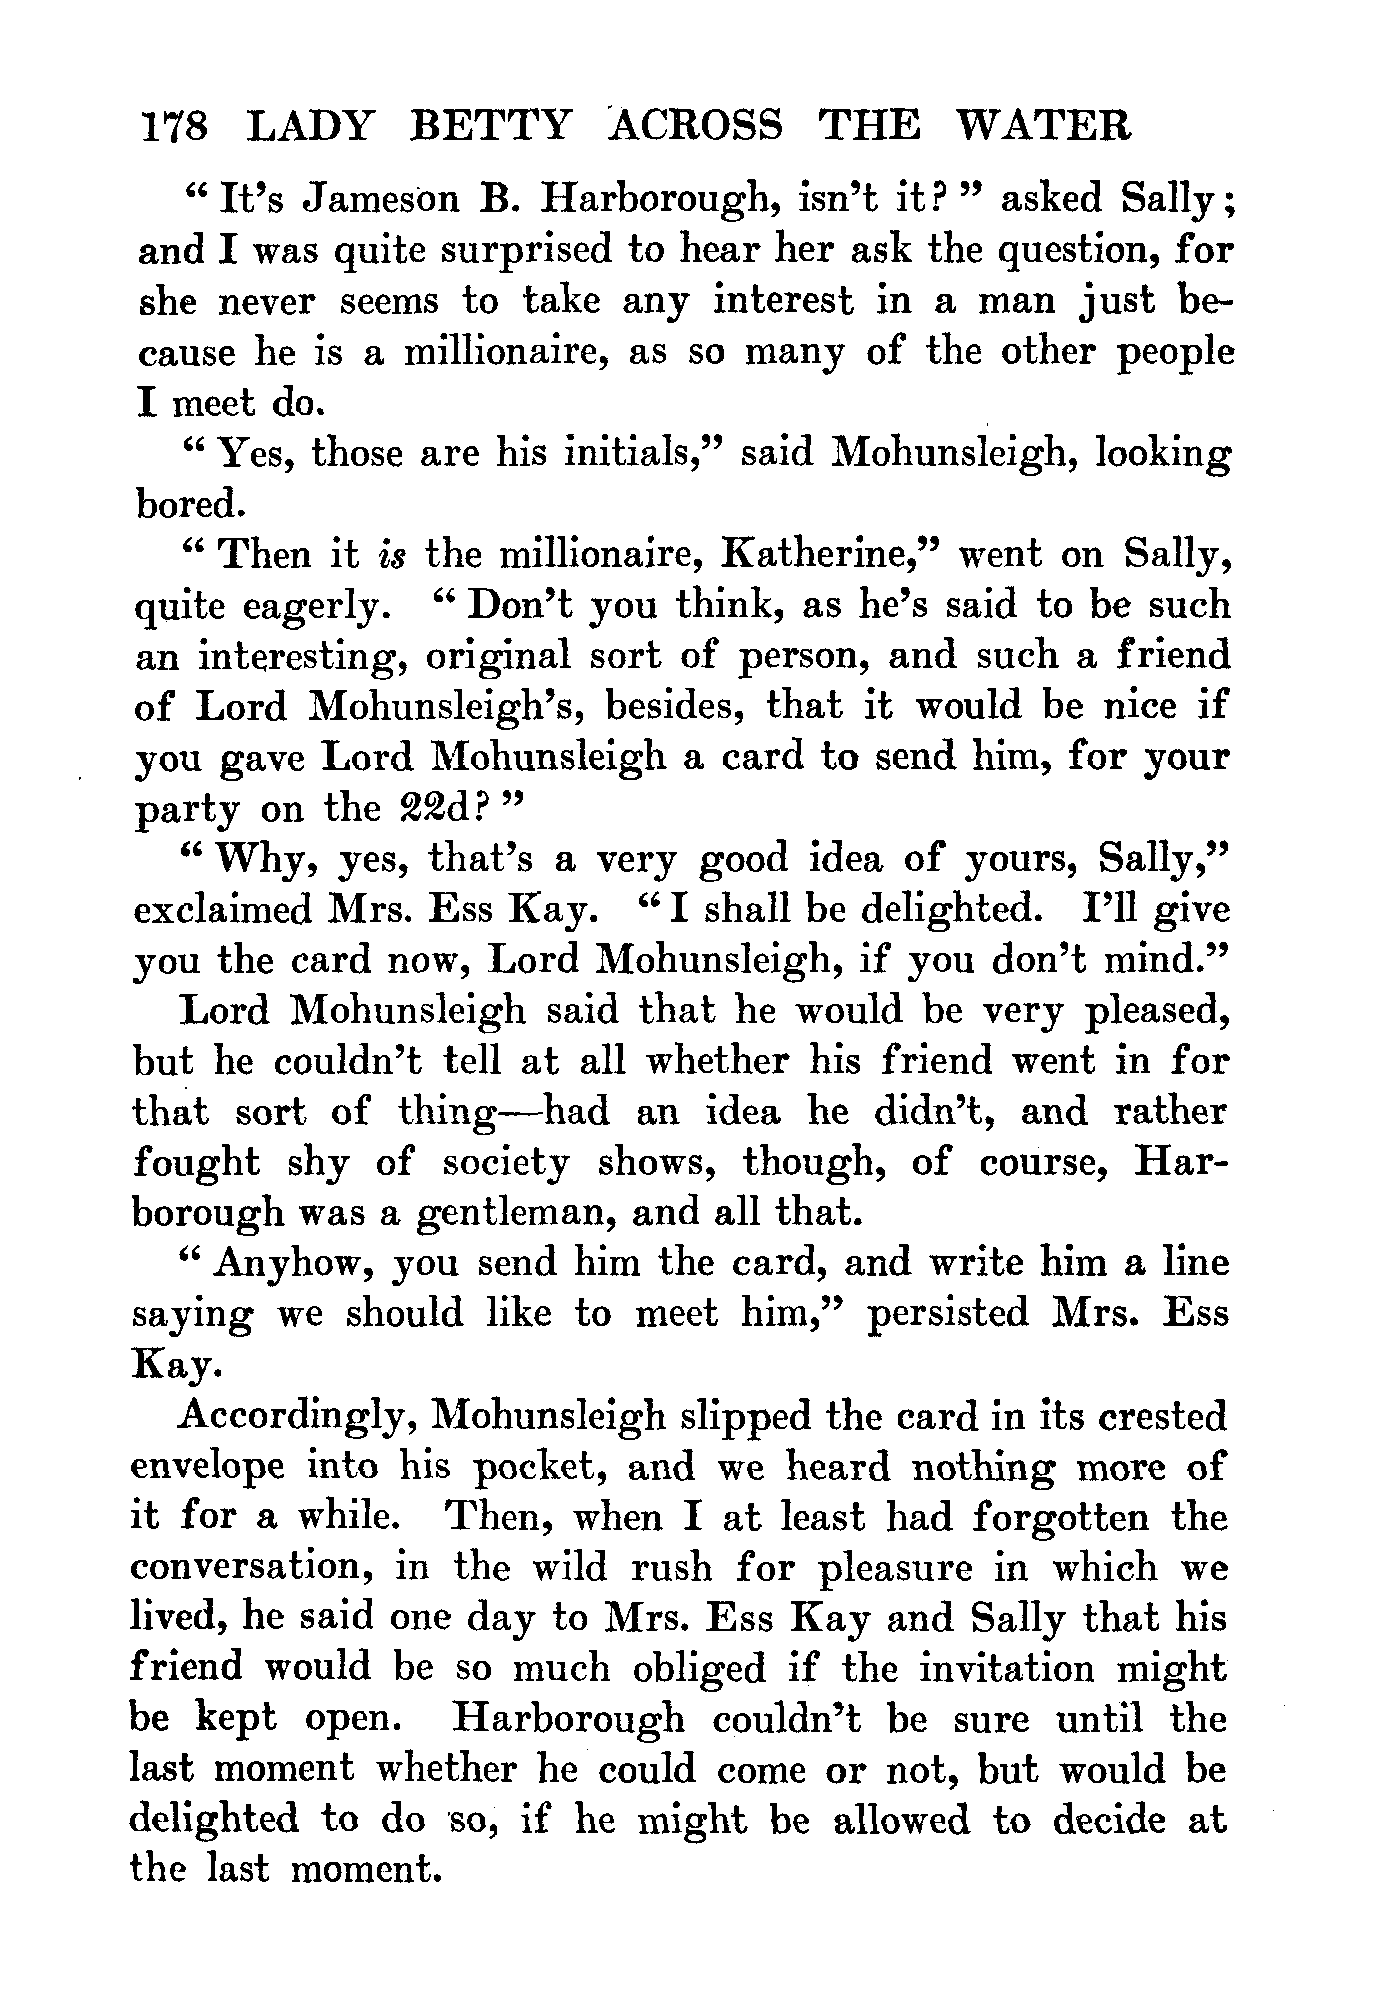 178 LADY BETTY ACROSS THE WATER
“ It’s Jameson B. Harborough, isn’t it? ” asked Sally;
and I was quite surprised to hear her ask the question, for
she never seems to take any interest in a man just be-
cause he is a millionaire, as so many of the other people
I meet do.
“ Yes, those are his initials,” said Mohunsleigh, looking
bored.
“ Then it is the millionaire, Katherine,” went on Sally,
quite eagerly. “ Don’t you think, as he’s said to be such
an interesting, original sort of person, and such a friend
of Lord Mohunsleigh’s, besides, that it would be nice if
you gave Lord Mohunsleigh a card to send him, for your
party on the 22d? ”
“ Why, yes, that’s a very good idea of yours, Sally,”
exclaimed Mrs. Ess Kay. “ I shall be delighted. I’ll give
you the card now, Lord Mohunsleigh, if you don’t mind.”
Lord Mohunsleigh said that he would be very pleased,
but he couldn’t tell at all whether his friend went in for
that sort of thing—had an idea he didn’t, and rather
fought shy of society shows, though, of course, Har-
borough was a gentleman, and all that.
“ Anyhow, you send him the card, and write him a line
saying we should like to meet him,” persisted Mrs. Ess
Kay.
Accordingly, Mohunsleigh slipped the card in its crested
envelope into his pocket, and we heard nothing more of
it for a while. Then, when I at least had forgotten the
conversation, in the wild rush for pleasure in which we
lived, he said one day to Mrs. Ess Kay and Sally that his
friend would be so much obliged if the invitation might
be kept open. Harborough couldn’t be sure until the
last moment whether he could come or not, but would be
delighted to do so, if he might be allowed to decide at
the last moment.